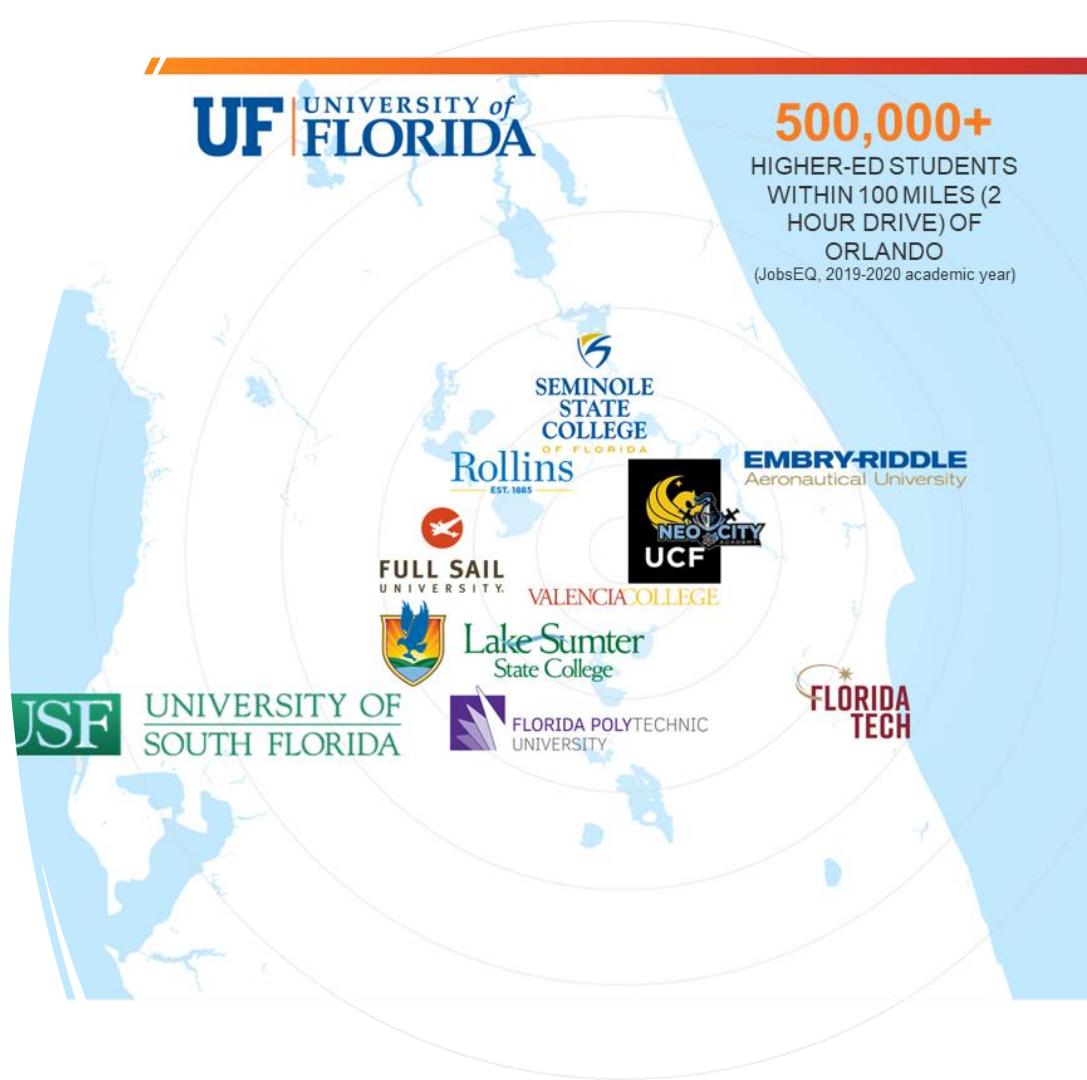 UF UNIVERSITY of
FLORIDA
500,000+
HIGHER-ED STUDENTS
WITHIN 100 MILES (2
HOUR DRIVE) OF
ORLANDO
(JobsEQ, 2019-2020 academic year)
SEMINOLE
STATE
COLLEGE
OF FLORIDA
Rollins
EST. 1885
EMBRY-RIDDLE
Aeronautical University
NEOCITY
ACADEMY
UCF
FULL SAIL
UNIVERSITY.
VALENCIACOLLEGE
Lake Sumter
State College
USF UNIVERSITY OF
SOUTH FLORIDA
FLORIDA POLYTECHNIC
UNIVERSITY
FLORIDA
TECH